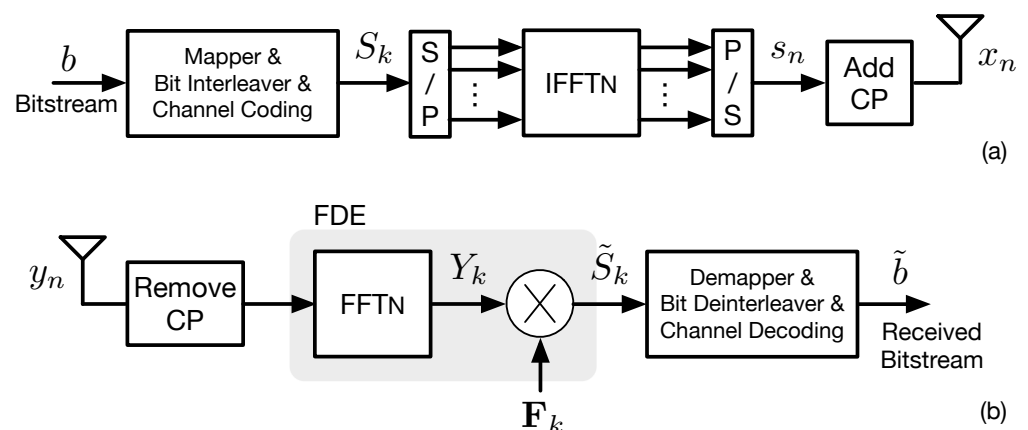 b
Bitstream
Mapper &
Bit Interleaver &
Channel Coding
S_k
S
/
P
⋮
IFFTN
⋮
P
/
S
s_n
Add
CP
x_n
(a)
y_n
Remove
CP
FDE
FFTN
Y_k
F_k
S̃_k
Demapper &
Bit Deinterleaver &
Channel Decoding
b̃
Received
Bitstream
(b)